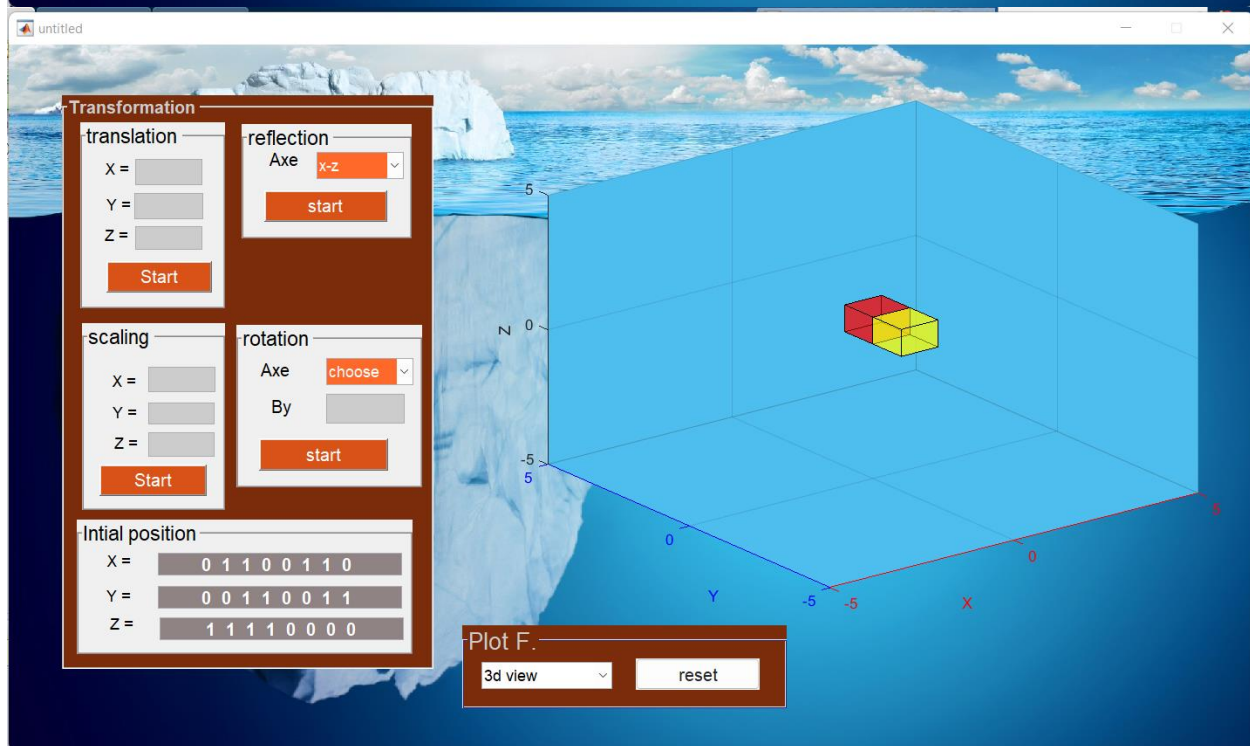 untitled
Transformation
translation
X =
Y =
Z =
Start
reflection
Axe
x-z
start
scaling
X =
Y =
Z =
Start
rotation
Axe
choose
By
start
Intial position
X =
0 1 1 0 0 1 1 0
Y =
0 0 1 1 0 0 1 1
Z =
1 1 1 1 0 0 0 0
5
0
-5
Z
5
0
-5
Y
-5
0
5
X
Plot F.
3d view
reset